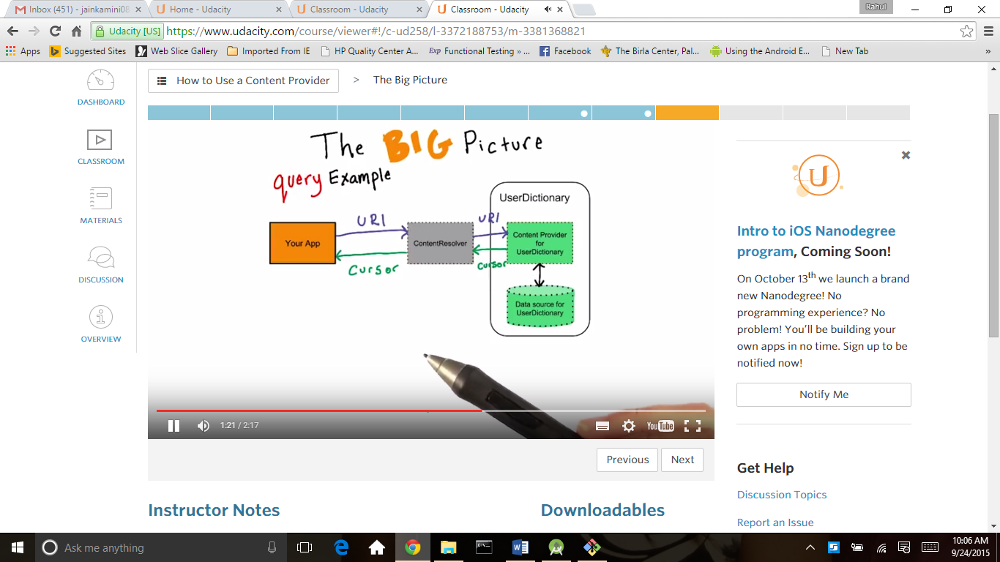 Inbox (451) - jainkamini08
Home - Udacity
Classroom - Udacity
Classroom - Udacity
Rahul
Udacity [US]
https://www.udacity.com/course/viewer#!/c-ud258/l-3372188753/m-3381368821
Apps
Suggested Sites
Web Slice Gallery
Imported From IE
HP Quality Center A...
Exp Functional Testing » ...
Facebook
The Birla Center, Pal...
Using the Android E...
New Tab
»
DASHBOARD
CLASSROOM
MATERIALS
DISCUSSION
OVERVIEW
How to Use a Content Provider > The Big Picture
The BIG Picture
query Example
UserDictionary
URI
URI
Your App
ContentResolver
Content Provider
for
UserDictionary
Cursor
Cursor
Data source for
UserDictionary
1:21 / 2:17
YouTube
Previous
Next
Instructor Notes
Downloadables
Intro to iOS Nanodegree
program, Coming Soon!
On October 13th we launch a brand
new Nanodegree! No
programming experience? No
problem! You'll be building your
own apps in no time. Sign up to be
notified now!
Notify Me
Get Help
Discussion Topics
Report an Issue
Ask me anything
10:06 AM
9/24/2015